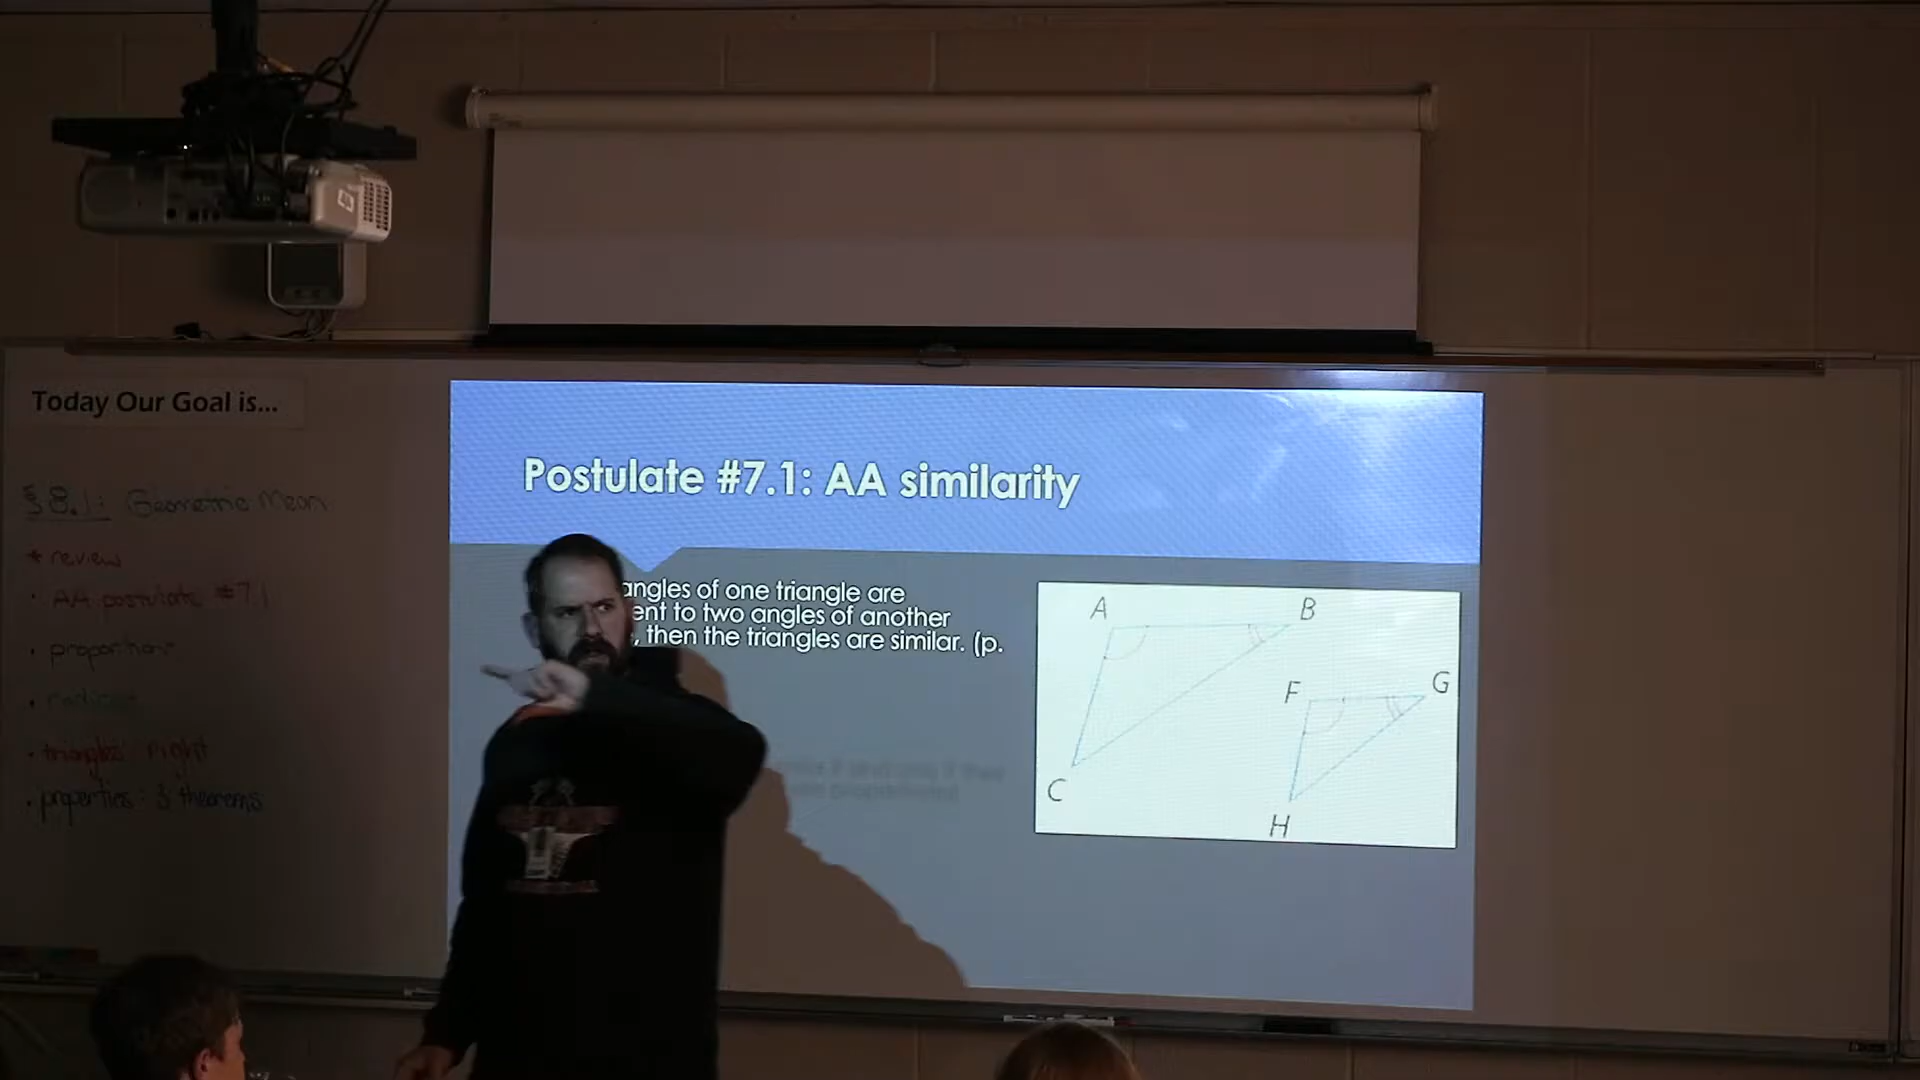 Today Our Goal is...
§ 8.1: Geometric Mean
* review
· AA postulate #7.1
· proportion
· radical
· triangles: right
· properties: & theorems
Postulate #7.1: AA similarity
angles of one triangle are
ent to two angles of another
, then the triangles are similar. (p.
A
B
F
G
C
H